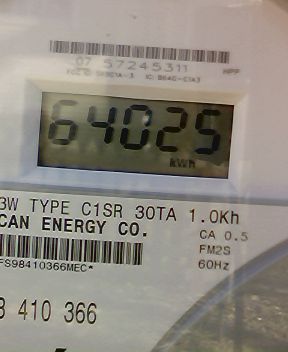 07 57245311
64025
kWh
3W TYPE C1SR 30TA 1.0Kh
CAN ENERGY CO.
CA 0.5
FM2S
60Hz
FS98410366MEC*
410 366